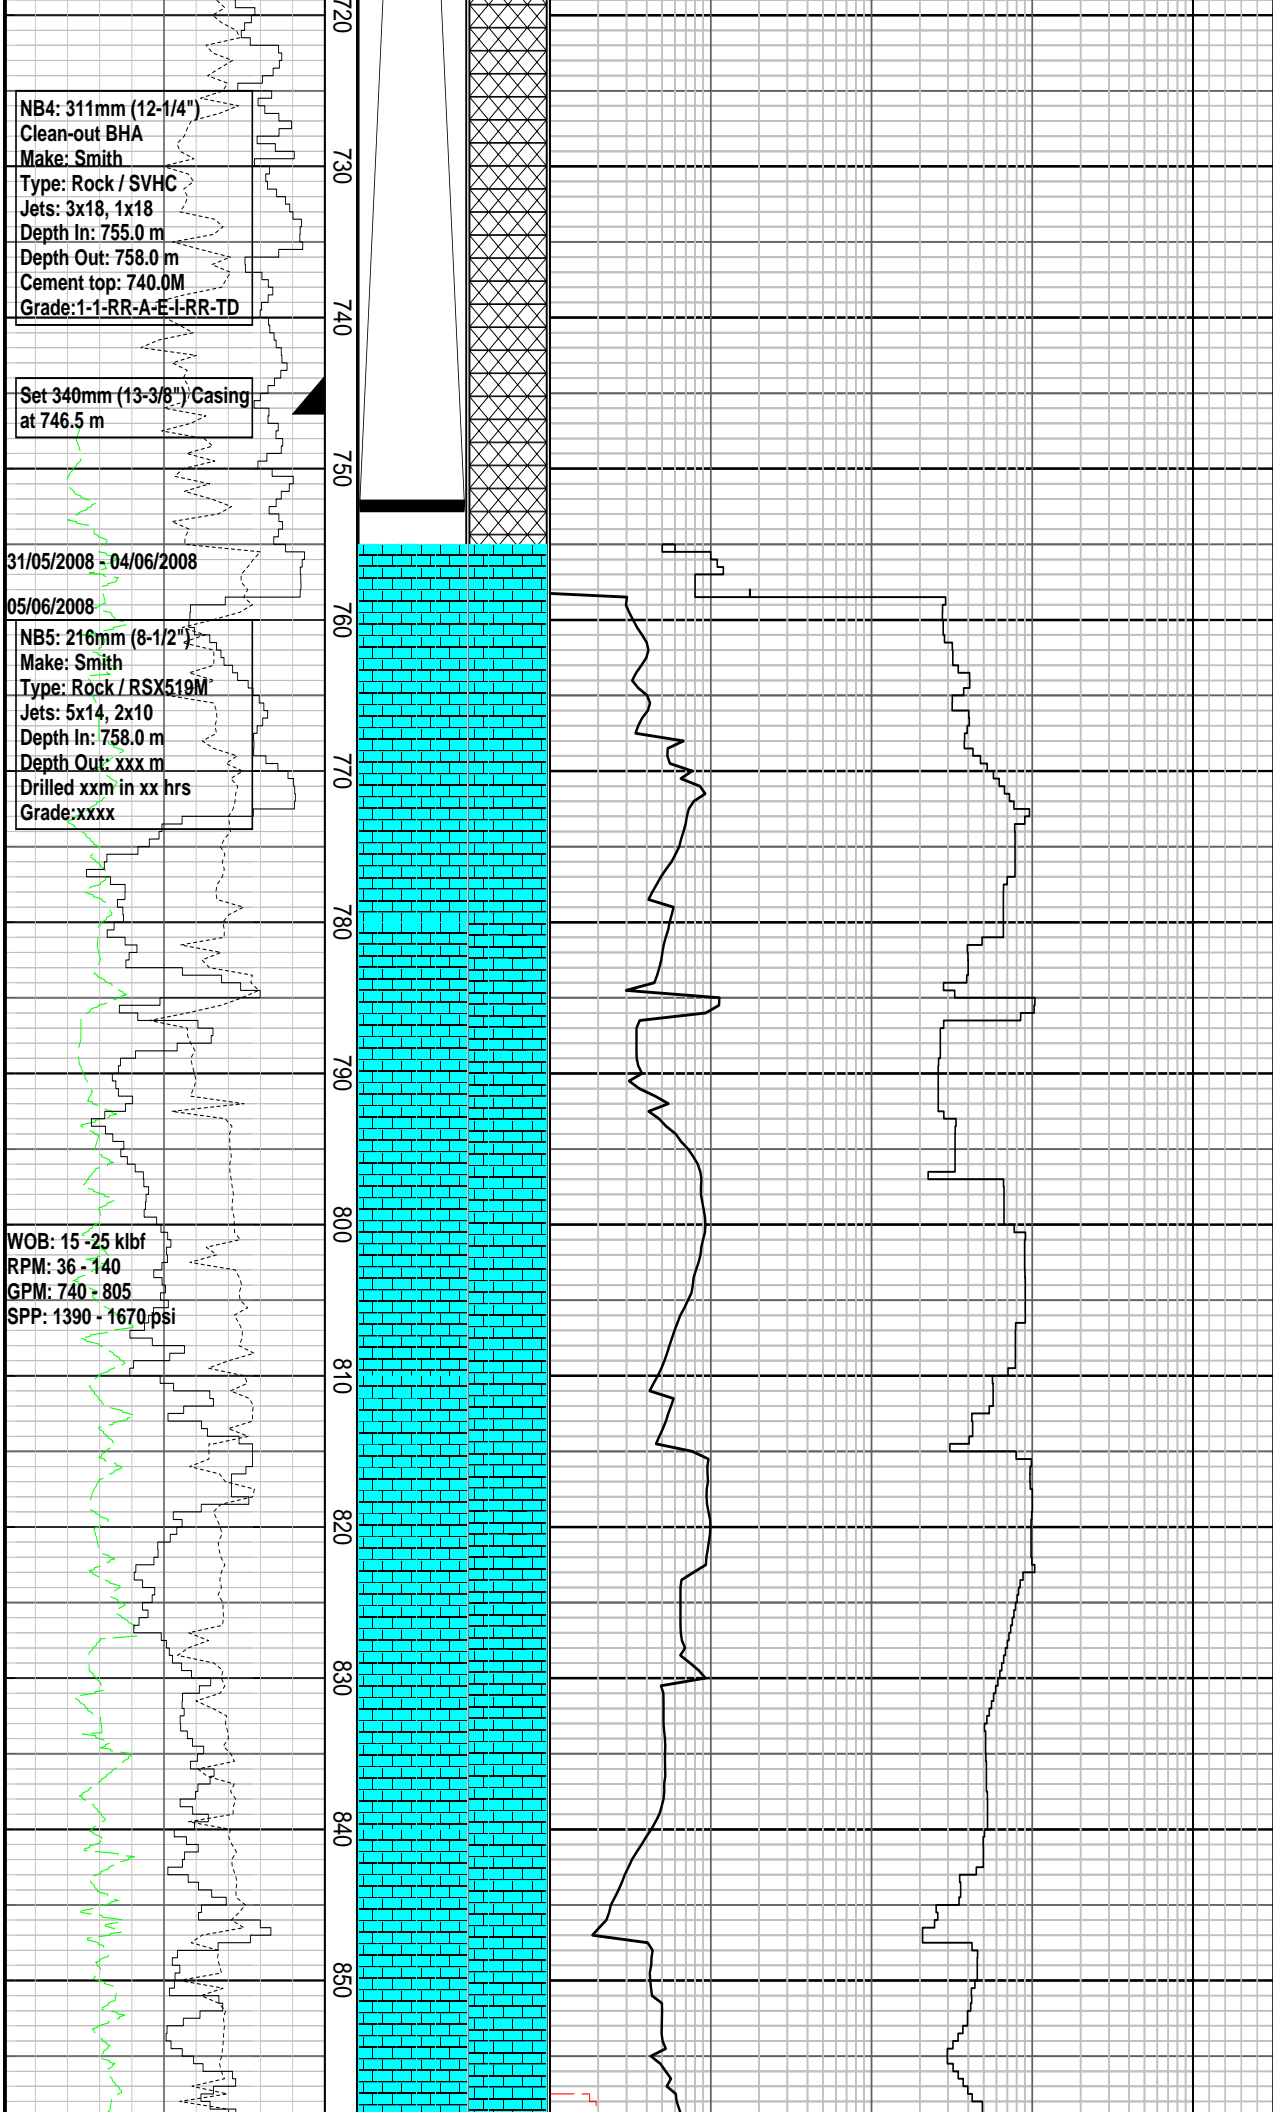 720
NB4: 311mm (12-1/4")
Clean-out BHA
Make: Smith
Type: Rock / SVHC
Jets: 3x18, 1x18
Depth In: 755.0 m
Depth Out: 758.0 m
Cement top: 740.0M
Grade:1-1-RR-A-E-I-RR-TD
730
740
Set 340mm (13-3/8") Casing
at 746.5 m
750
31/05/2008 - 04/06/2008
05/06/2008
760
NB5: 216mm (8-1/2")
Make: Smith
Type: Rock / RSX519M
Jets: 5x14, 2x10
Depth In: 758.0 m
Depth Out: xxx m
Drilled xxm in xx hrs
Grade:xxxx
770
780
790
800
WOB: 15 -25 klbf
RPM: 36 - 140
GPM: 740 - 805
SPP: 1390 - 1670 psi
810
820
830
840
850